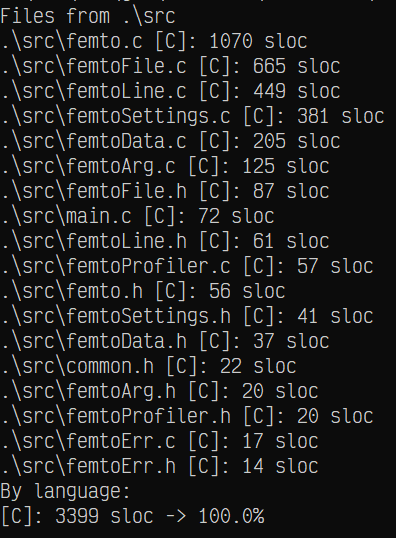 Files from .\src
.\src\femto.c [C]: 1070 sloc
.\src\femtoFile.c [C]: 665 sloc
.\src\femtoLine.c [C]: 449 sloc
.\src\femtoSettings.c [C]: 381 sloc
.\src\femtoData.c [C]: 205 sloc
.\src\femtoArg.c [C]: 125 sloc
.\src\femtoFile.h [C]: 87 sloc
.\src\main.c [C]: 72 sloc
.\src\femtoLine.h [C]: 61 sloc
.\src\femtoProfiler.c [C]: 57 sloc
.\src\femto.h [C]: 56 sloc
.\src\femtoSettings.h [C]: 41 sloc
.\src\femtoData.h [C]: 37 sloc
.\src\common.h [C]: 22 sloc
.\src\femtoArg.h [C]: 20 sloc
.\src\femtoProfiler.h [C]: 20 sloc
.\src\femtoErr.c [C]: 17 sloc
.\src\femtoErr.h [C]: 14 sloc
By language:
[C]: 3399 sloc -> 100.0%